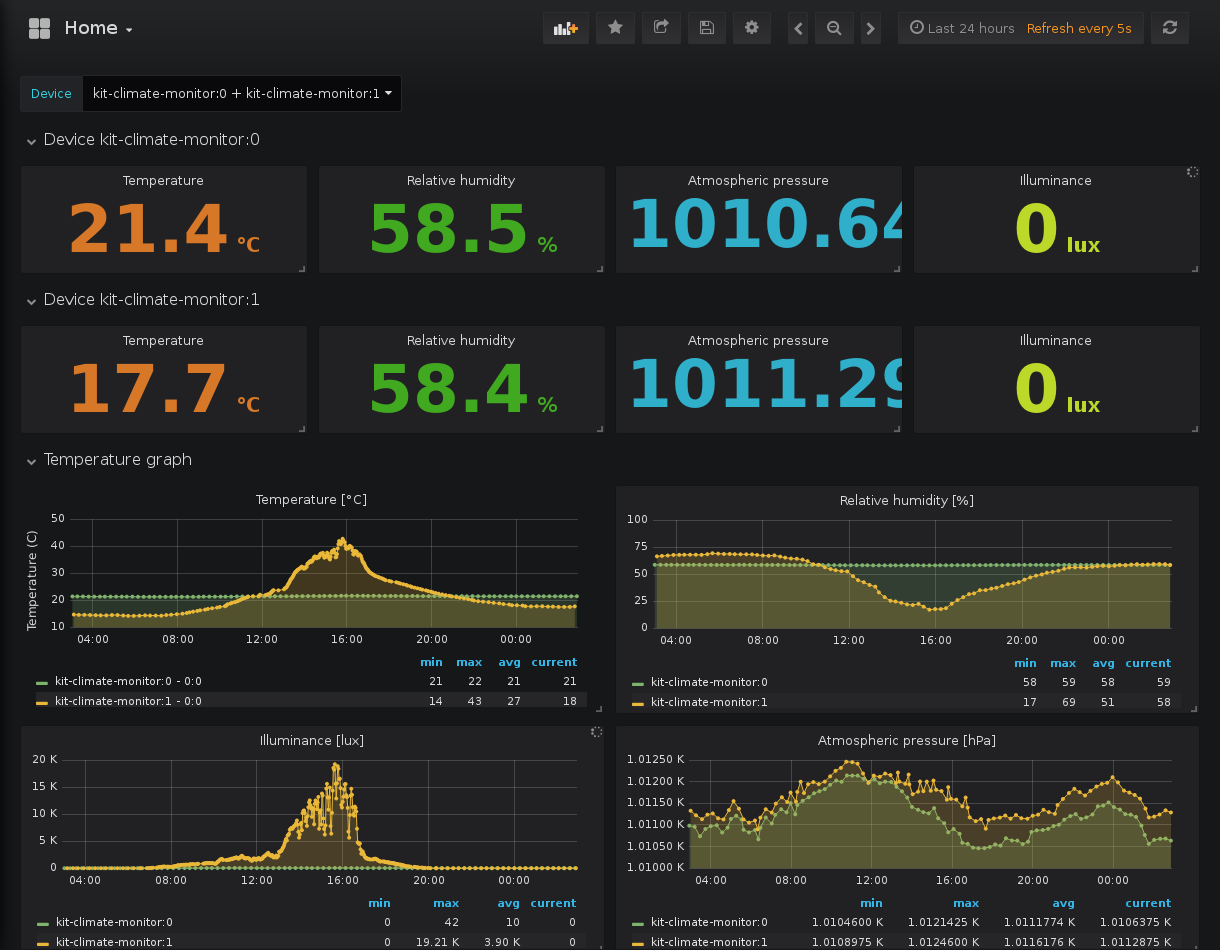 Home
Last 24 hours Refresh every 5s
Device kit-climate-monitor:0 + kit-climate-monitor:1
Device kit-climate-monitor:0
Temperature Relative humidity Atmospheric pressure Illuminance
21.4 °C 58.5 % 1010.64 0 lux
Device kit-climate-monitor:1
Temperature Relative humidity Atmospheric pressure Illuminance
17.7 °C 58.4 % 1011.29 0 lux
Temperature graph
Temperature [°C]
Temperature (C)
50
40
30
20
10
04:00 08:00 12:00 16:00 20:00 00:00
min max avg current
kit-climate-monitor:0 - 0:0 21 22 21 21
kit-climate-monitor:1 - 0:0 14 43 27 18
Relative humidity [%]
100
75
50
25
0
04:00 08:00 12:00 16:00 20:00 00:00
min max avg current
kit-climate-monitor:0 58 59 58 59
kit-climate-monitor:1 17 69 51 58
Illuminance [lux]
20 K
15 K
10 K
5 K
0
04:00 08:00 12:00 16:00 20:00 00:00
min max avg current
kit-climate-monitor:0 0 42 10 0
kit-climate-monitor:1 0 19.21 K 3.90 K 0
Atmospheric pressure [hPa]
1.01250 K
1.01200 K
1.01150 K
1.01100 K
1.01050 K
1.01000 K
04:00 08:00 12:00 16:00 20:00 00:00
min max avg current
kit-climate-monitor:0 1.0104600 K 1.0121425 K 1.0111774 K 1.0106375 K
kit-climate-monitor:1 1.0108975 K 1.0124600 K 1.0116176 K 1.0112875 K